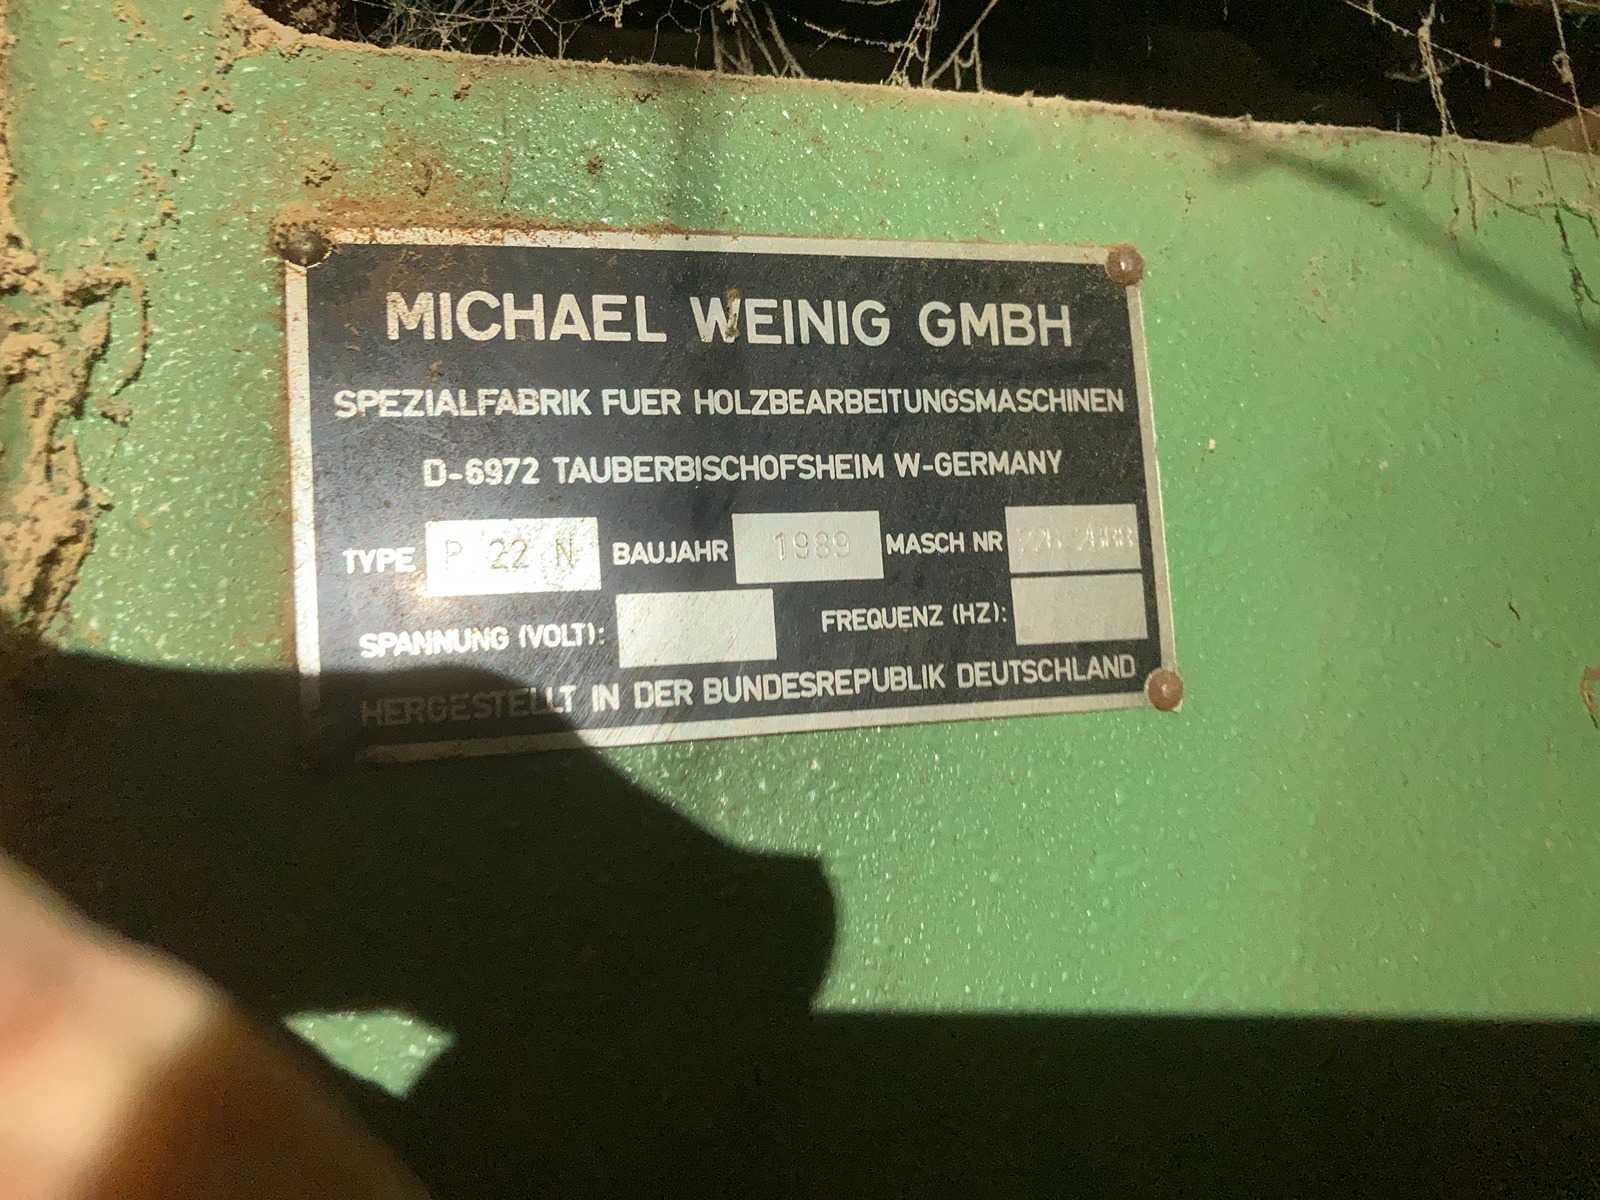 MICHAEL WEINIG GMBH
SPEZIALFABRIK FUER HOLZBEARBEITUNGSMASCHINEN
D-6972 TAUBERBISCHOFSHEIM W-GERMANY
TYPE P 22 N BAUJAHR 1989 MASCH NR
SPANNUNG (VOLT): FREQUENZ (HZ):
HERGESTELLT IN DER BUNDESREPUBLIK DEUTSCHLAND